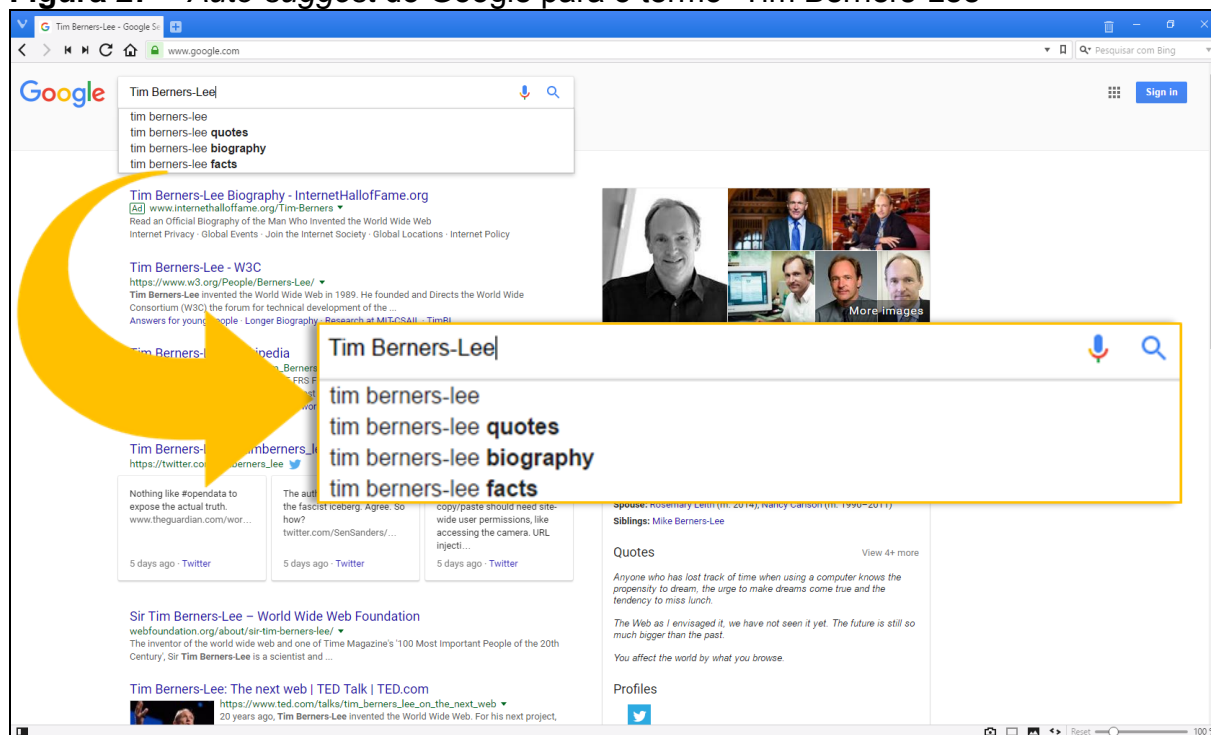 Figura 2. – Auto-suggest do Google para o termo "Tim Berners-Lee"
Tim Berners-Lee - Google Se
www.google.com
Pesquisar com Bing
Google
Tim Berners-Lee
Sign in
tim berners-lee
tim berners-lee quotes
tim berners-lee biography
tim berners-lee facts
Tim Berners-Lee Biography - InternetHallofFame.org
Ad www.internethalloffame.org/Tim-Berners
Read an Official Biography of the Man Who Invented the World Wide Web
Internet Privacy · Global Events · Join the Internet Society · Global Locations · Internet Policy
Tim Berners-Lee - W3C
https://www.w3.org/People/Berners-Lee/
Tim Berners-Lee invented the World Wide Web in 1989. He founded and Directs the World Wide
Consortium (W3C) the forum for technical development of the ...
Answers for young people · Longer Biography · Research at MIT-CSAIL · TimBL
More images
Tim Berners-Lee
tim berners-lee
tim berners-lee quotes
tim berners-lee biography
tim berners-lee facts
Tim Berners-
https://twitter.co
Nothing like #opendata to
expose the actual truth.
www.theguardian.com/wor...
5 days ago · Twitter
the fascist iceberg. Agree. So
how?
twitter.com/SenSanders/...
5 days ago · Twitter
copy/paste should need site-
wide user permissions, like
accessing the camera. URL
injecti...
5 days ago · Twitter
Spouse: Rosemary Leith (m. 2014), Nancy Carlson (m. 1990–2011)
Siblings: Mike Berners-Lee
Quotes
View 4+ more
Anyone who has lost track of time when using a computer knows the
propensity to dream, the urge to make dreams come true and the
tendency to miss lunch.
The Web as I envisaged it, we have not seen it yet. The future is still so
much bigger than the past.
You affect the world by what you browse.
Profiles
Sir Tim Berners-Lee – World Wide Web Foundation
webfoundation.org/about/sir-tim-berners-lee/
The inventor of the world wide web and one of Time Magazine's '100 Most Important People of the 20th
Century', Sir Tim Berners-Lee is a scientist and ...
Tim Berners-Lee: The next web | TED Talk | TED.com
https://www.ted.com/talks/tim_berners_lee_on_the_next_web
20 years ago, Tim Berners-Lee invented the World Wide Web. For his next project,
Reset
100 %